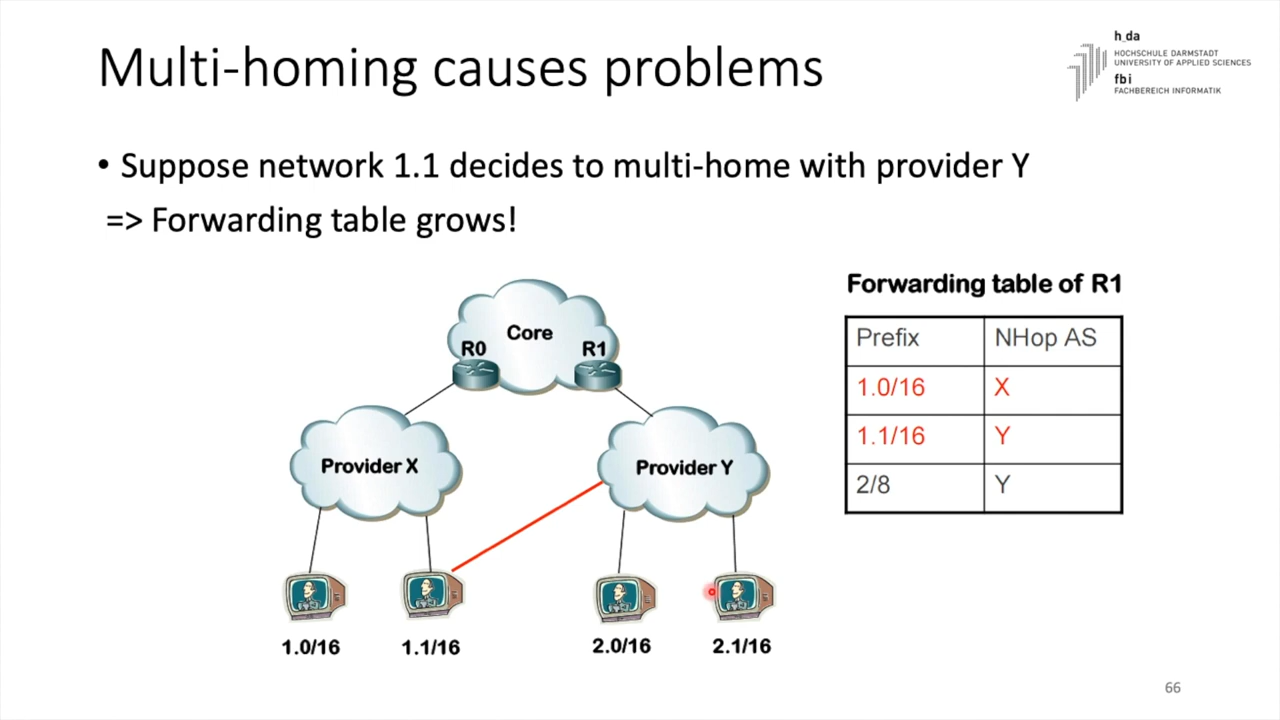 Multi-homing causes problems
h_da
HOCHSCHULE DARMSTADT
UNIVERSITY OF APPLIED SCIENCES
fbi
FACHBEREICH INFORMATIK
• Suppose network 1.1 decides to multi-home with provider Y
=> Forwarding table grows!
Core
R0 R1
Provider X
Provider Y
1.0/16
1.1/16
2.0/16
2.1/16
Forwarding table of R1
Prefix NHop AS
1.0/16 X
1.1/16 Y
2/8 Y
66